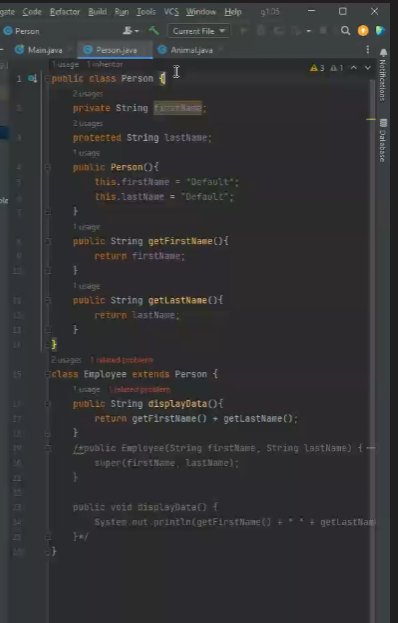 gate Code Refactor Build Run Tools VCS Window Help
Person
Current File
Main.java Person.java Animal.java
1 usage 1 inheritor
3 1
1 public class Person {
2 usages
private String firstName;
2 usages
protected String lastName;
1 usage
public Person(){
this.firstName = "Default";
this.lastName = "Default";
}
1 usage
public String getFirstName(){
return firstName;
}
1 usage
public String getLastName(){
return lastName;
}
}
2 usages 1 related problem
class Employee extends Person {
1 usage 1 related problem
public String displayData(){
return getFirstName() + getLastName();
}
/*public Employee(String firstName, String lastName) {
super(firstName, lastName);
}
public void displayData() {
System.out.println(getFirstName() + " " + getLastNam
}*/
}
Notifications
Database